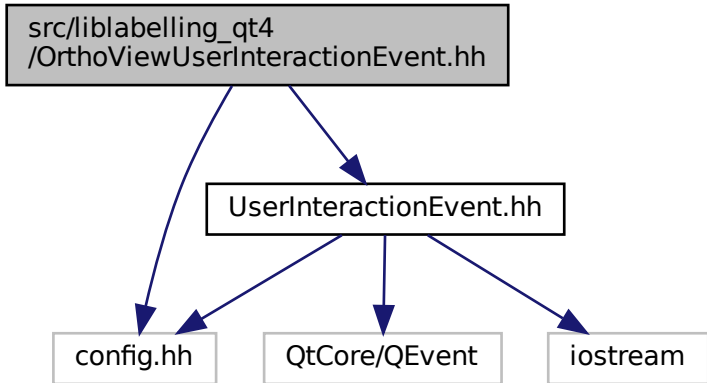 src/liblabelling_qt4
/OrthoViewUserInteractionEvent.hh
UserInteractionEvent.hh
config.hh
QtCore/QEvent
iostream